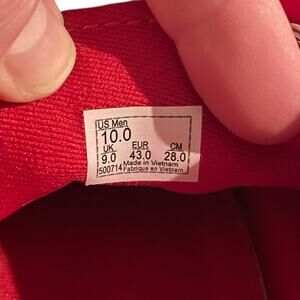 US Men
10.0
UK EUR CM
9.0 43.0 28.0
500714 Made in Vietnam
Fabriqué en Vietnam